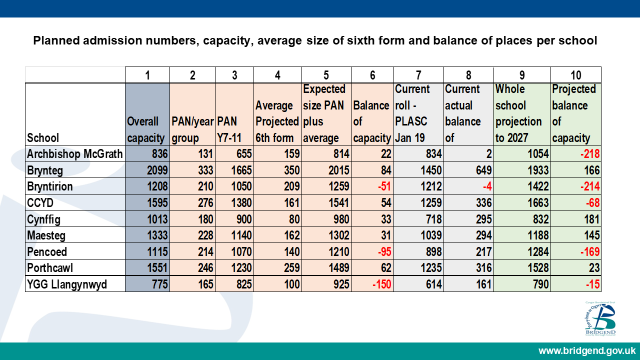 Planned admission numbers, capacity, average size of sixth form and balance of places per school
1 2 3 4 5 6 7 8 9 10
School Overall capacity PAN/year group PAN Y7-11 Average Projected 6th form Expected size PAN plus average Balance of capacity Current roll - PLASC Jan 19 Current actual balance of Whole school projection to 2027 Projected balance of capacity
Archbishop McGrath 836 131 655 159 814 22 834 2 1054 -218
Brynteg 2099 333 1665 350 2015 84 1450 649 1933 166
Bryntirion 1208 210 1050 209 1259 -51 1212 -4 1422 -214
CCYD 1595 276 1380 161 1541 54 1259 336 1663 -68
Cynffig 1013 180 900 80 980 33 718 295 832 181
Maesteg 1333 228 1140 162 1302 31 1039 294 1188 145
Pencoed 1115 214 1070 140 1210 -95 898 217 1284 -169
Porthcawl 1551 246 1230 259 1489 62 1235 316 1528 23
YGG Llangynwyd 775 165 825 100 925 -150 614 161 790 -15
BRIDGEND
www.bridgend.gov.uk